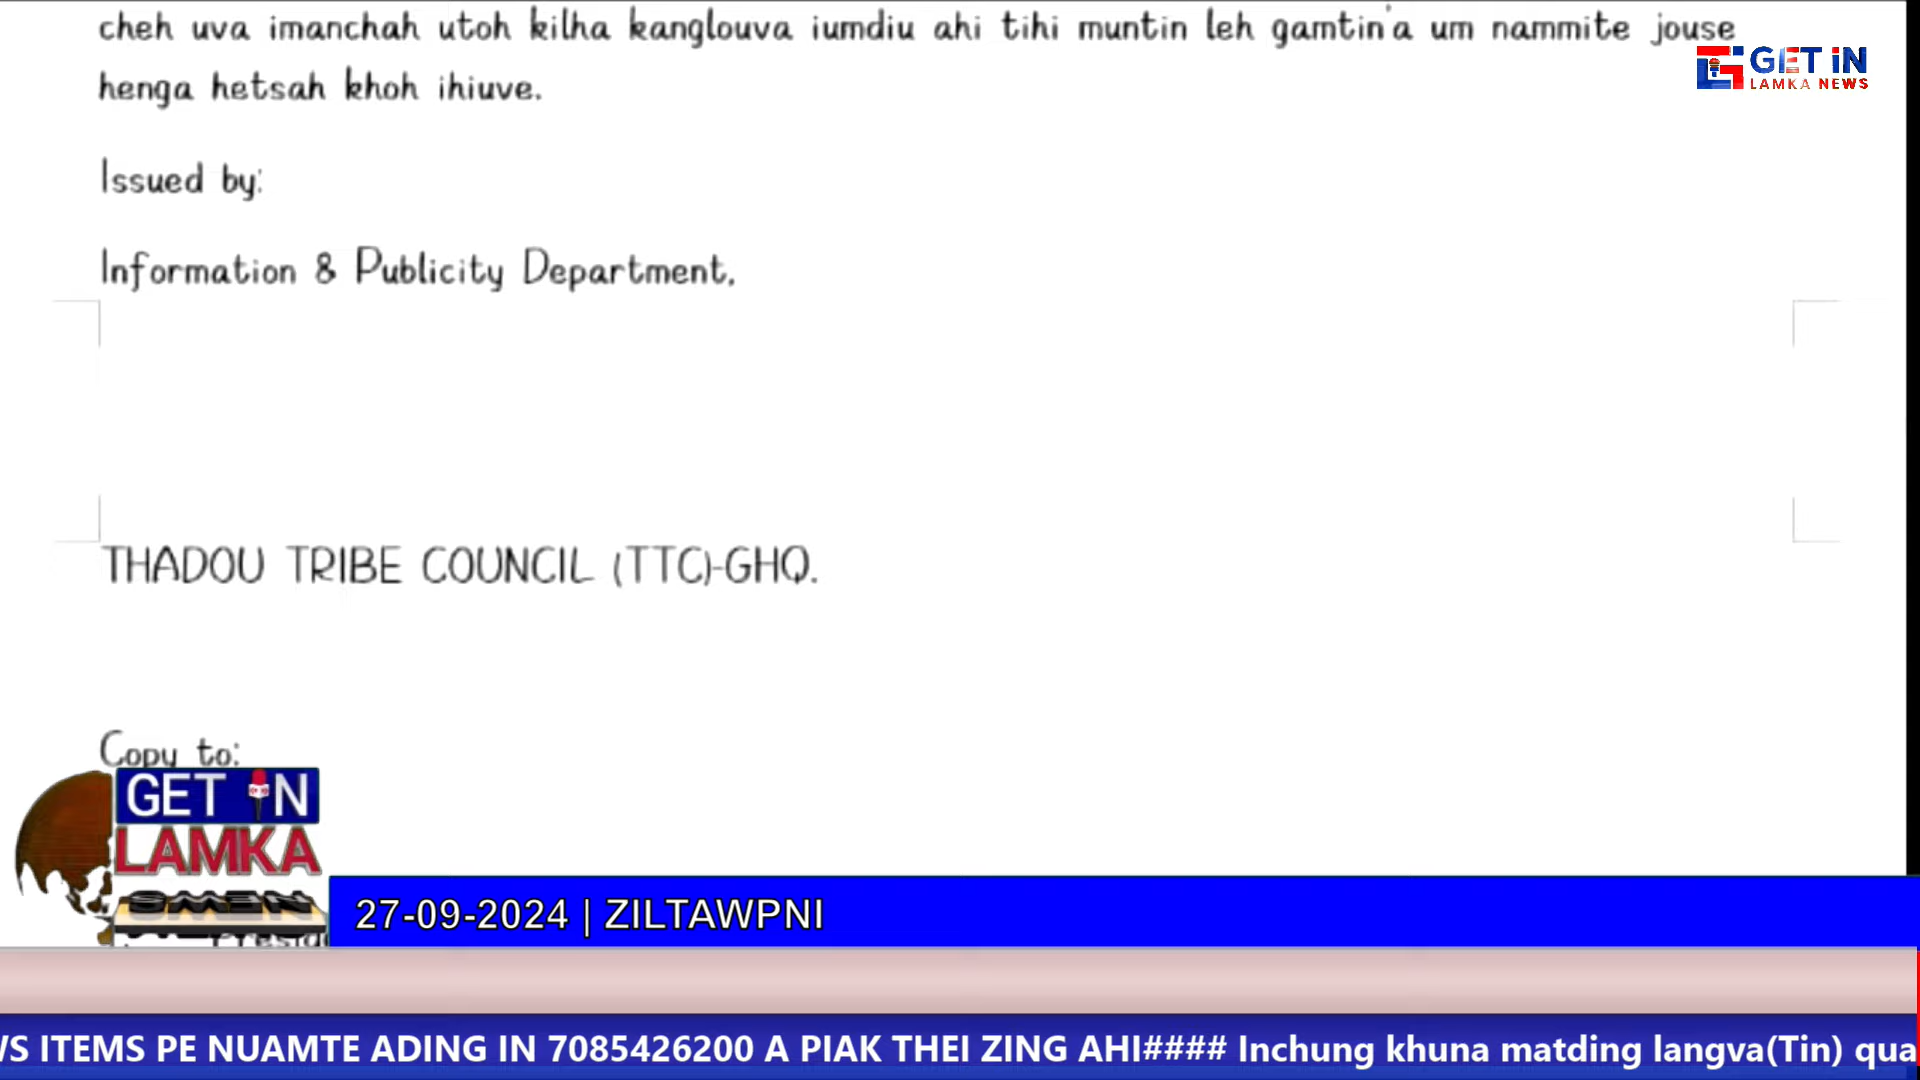 cheh uva imanchah utoh kilha kanglouva iumdiu ahi tihi muntin leh gamtin'a um nammite jouse
henga hetsah khoh ihiuve.
GET iN
LAMKA NEWS
Issued by:
Information & Publicity Department,
THADOU TRIBE COUNCIL (TTC)-GHQ.
Copy to:
GET iN
LAMKA
27-09-2024 | ZILTAWPNI
ITEMS PE NUAMTE ADING IN 7085426200 A PIAK THEI ZING AHI#### Inchung khuna matding langva(Tin)